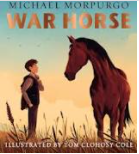 MICHAEL MORPURGO
WAR HORSE
ILLUSTRATED BY TOM CLOHOSY COLE